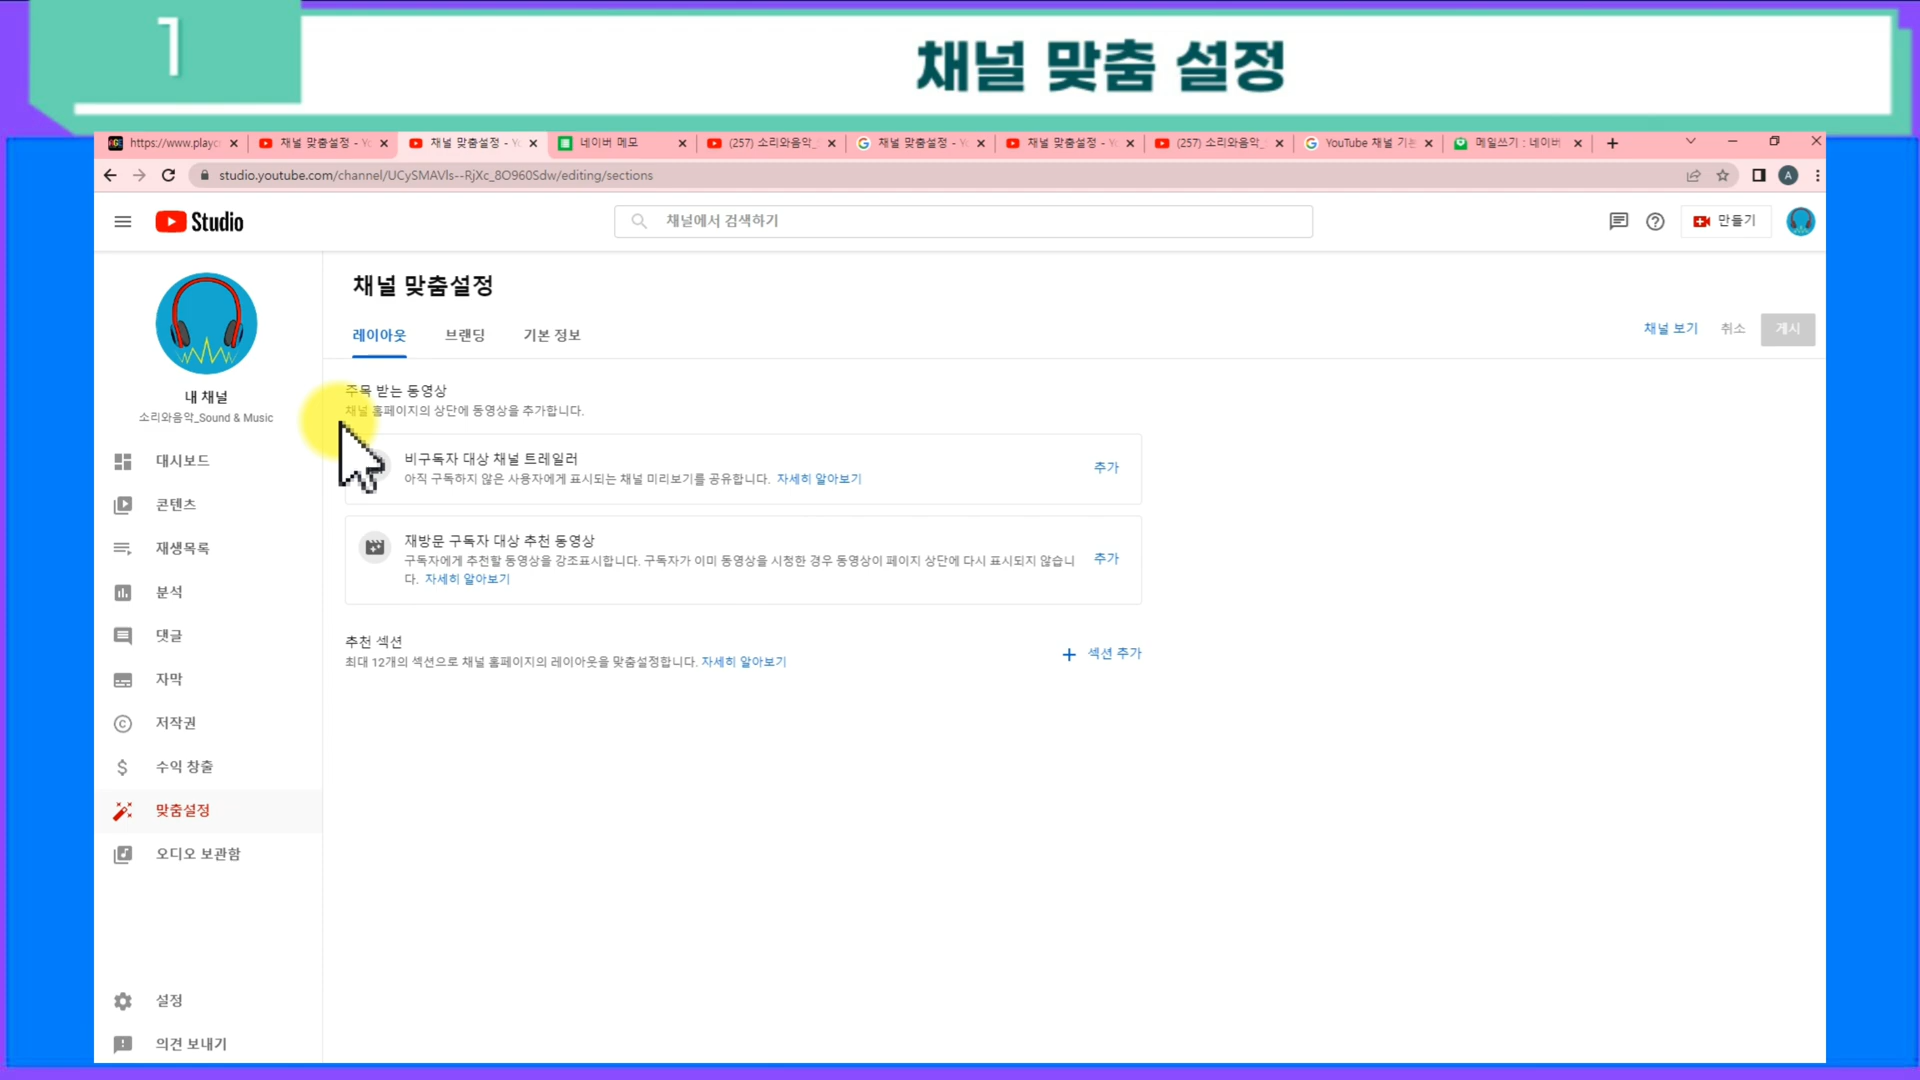 1
채널 맞춤 설정
https://www.playc
채널 맞춤설정 - Yo
채널 맞춤설정 - Yo
네이버 메모
(257) 소리와음악_
채널 맞춤설정 - Y
채널 맞춤설정 - Yo
(257) 소리와음악_
YouTube 채널 기본
메일쓰기 : 네이버
studio.youtube.com/channel/UCySMAVls--RjXc_8O960Sdw/editing/sections
A
Studio
채널에서 검색하기
만들기
채널 맞춤설정
레이아웃
브랜딩
기본 정보
채널 보기
취소
게시
내 채널
소리와음악_Sound & Music
대시보드
콘텐츠
재생목록
분석
댓글
자막
저작권
수익 창출
맞춤설정
오디오 보관함
설정
의견 보내기
주목 받는 동영상
채널 홈페이지의 상단에 동영상을 추가합니다.
비구독자 대상 채널 트레일러
아직 구독하지 않은 사용자에게 표시되는 채널 미리보기를 공유합니다. 자세히 알아보기
추가
재방문 구독자 대상 추천 동영상
구독자에게 추천할 동영상을 강조표시합니다. 구독자가 이미 동영상을 시청한 경우 동영상이 페이지 상단에 다시 표시되지 않습니
다. 자세히 알아보기
추가
추천 섹션
최대 12개의 섹션으로 채널 홈페이지의 레이아웃을 맞춤설정합니다. 자세히 알아보기
섹션 추가